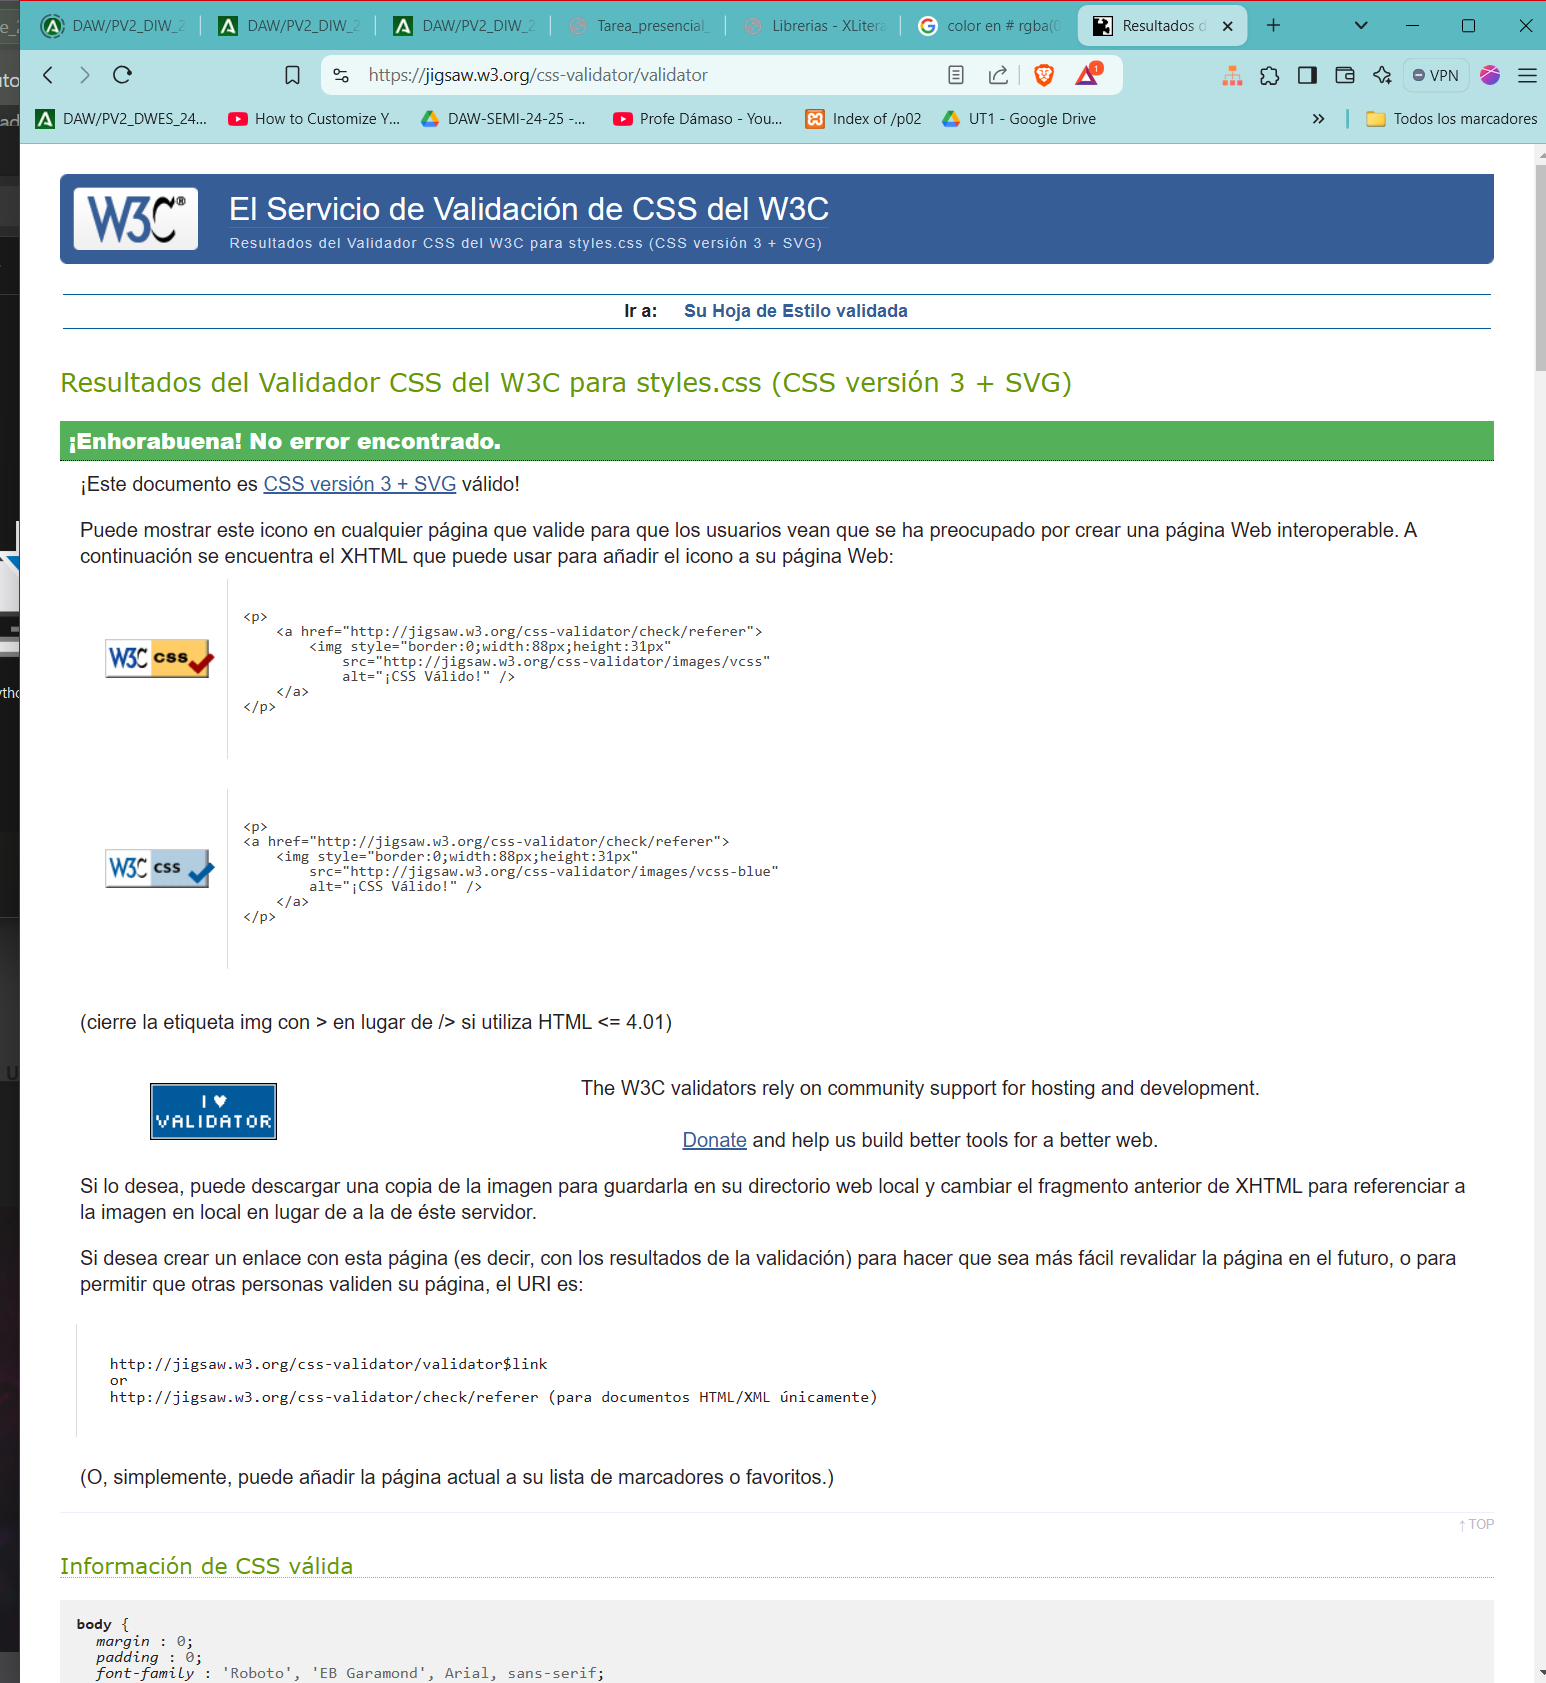 DAW/PV2_DIW_2
DAW/PV2_DIW_2
DAW/PV2_DIW_2
Tarea_presencial_
Librerias - XLitera
color en # rgba(0
Resultados d
https://jigsaw.w3.org/css-validator/validator
1
VPN
DAW/PV2_DWES_24...
How to Customize Y...
DAW-SEMI-24-25 -...
Profe Dámaso - You...
Index of /p02
UT1 - Google Drive
Todos los marcadores
W3C®
El Servicio de Validación de CSS del W3C
Resultados del Validador CSS del W3C para styles.css (CSS versión 3 + SVG)
Ir a: Su Hoja de Estilo validada
Resultados del Validador CSS del W3C para styles.css (CSS versión 3 + SVG)
¡Enhorabuena! No error encontrado.
¡Este documento es CSS versión 3 + SVG válido!
Puede mostrar este icono en cualquier página que valide para que los usuarios vean que se ha preocupado por crear una página Web interoperable. A
continuación se encuentra el XHTML que puede usar para añadir el icono a su página Web:
W3C css
<p>
<a href="http://jigsaw.w3.org/css-validator/check/referer">
<img style="border:0;width:88px;height:31px"
src="http://jigsaw.w3.org/css-validator/images/vcss"
alt="¡CSS Válido!" />
</a>
</p>
W3C css
<p>
<a href="http://jigsaw.w3.org/css-validator/check/referer">
<img style="border:0;width:88px;height:31px"
src="http://jigsaw.w3.org/css-validator/images/vcss-blue"
alt="¡CSS Válido!" />
</a>
</p>
(cierre la etiqueta img con > en lugar de /> si utiliza HTML <= 4.01)
I ♥
VALIDATOR
The W3C validators rely on community support for hosting and development.
Donate and help us build better tools for a better web.
Si lo desea, puede descargar una copia de la imagen para guardarla en su directorio web local y cambiar el fragmento anterior de XHTML para referenciar a
la imagen en local en lugar de a la de éste servidor.
Si desea crear un enlace con esta página (es decir, con los resultados de la validación) para hacer que sea más fácil revalidar la página en el futuro, o para
permitir que otras personas validen su página, el URI es:
http://jigsaw.w3.org/css-validator/validator$link
or
http://jigsaw.w3.org/css-validator/check/referer (para documentos HTML/XML únicamente)
(O, simplemente, puede añadir la página actual a su lista de marcadores o favoritos.)
↑ TOP
Información de CSS válida
body {
margin : 0;
padding : 0;
font-family : 'Roboto', 'EB Garamond', Arial, sans-serif;